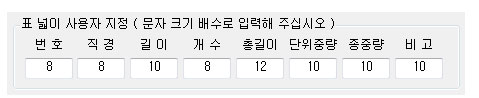 표 넓이 사용자 지정 ( 문자 크기 배수로 입력해 주십시오 )
번 호 직 경 길 이 개 수 총길이 단위중량 총중량 비 고
8 8 10 8 12 10 10 10